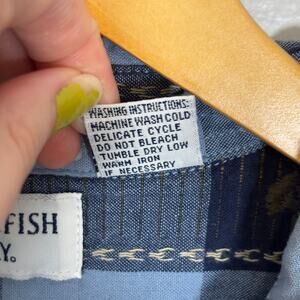 WASHING INSTRUCTIONS:
MACHINE WASH COLD
DELICATE CYCLE
DO NOT BLEACH
TUMBLE DRY LOW
WARM IRON
IF NECESSARY
FISH
Y.